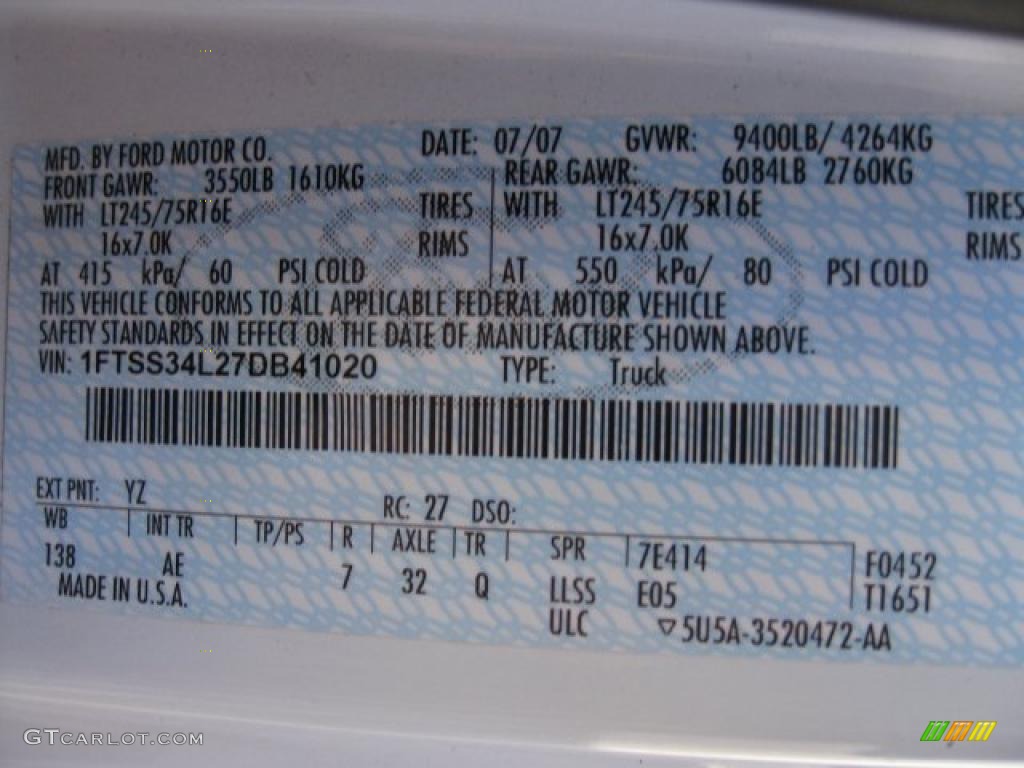 MFD. BY FORD MOTOR CO. DATE: 07/07 GVWR: 9400LB/ 4264KG
FRONT GAWR: 3550LB 1610KG REAR GAWR: 6084LB 2760KG
WITH LT245/75R16E TIRES WITH LT245/75R16E TIRES
16x7.0K RIMS 16x7.0K RIMS
AT 415 kPa/ 60 PSI COLD AT 550 kPa/ 80 PSI COLD
THIS VEHICLE CONFORMS TO ALL APPLICABLE FEDERAL MOTOR VEHICLE
SAFETY STANDARDS IN EFFECT ON THE DATE OF MANUFACTURE SHOWN ABOVE.
VIN: 1FTSS34L27DB41020 TYPE: Truck
EXT PNT: YZ RC: 27 DSO:
WB INT TR TP/PS R AXLE TR SPR 7E414 F0452
138 AE 7 32 Q LLSS E05 T1651
MADE IN U.S.A. ULC ▽5U5A-3520472-AA
GTCARLOT.COM